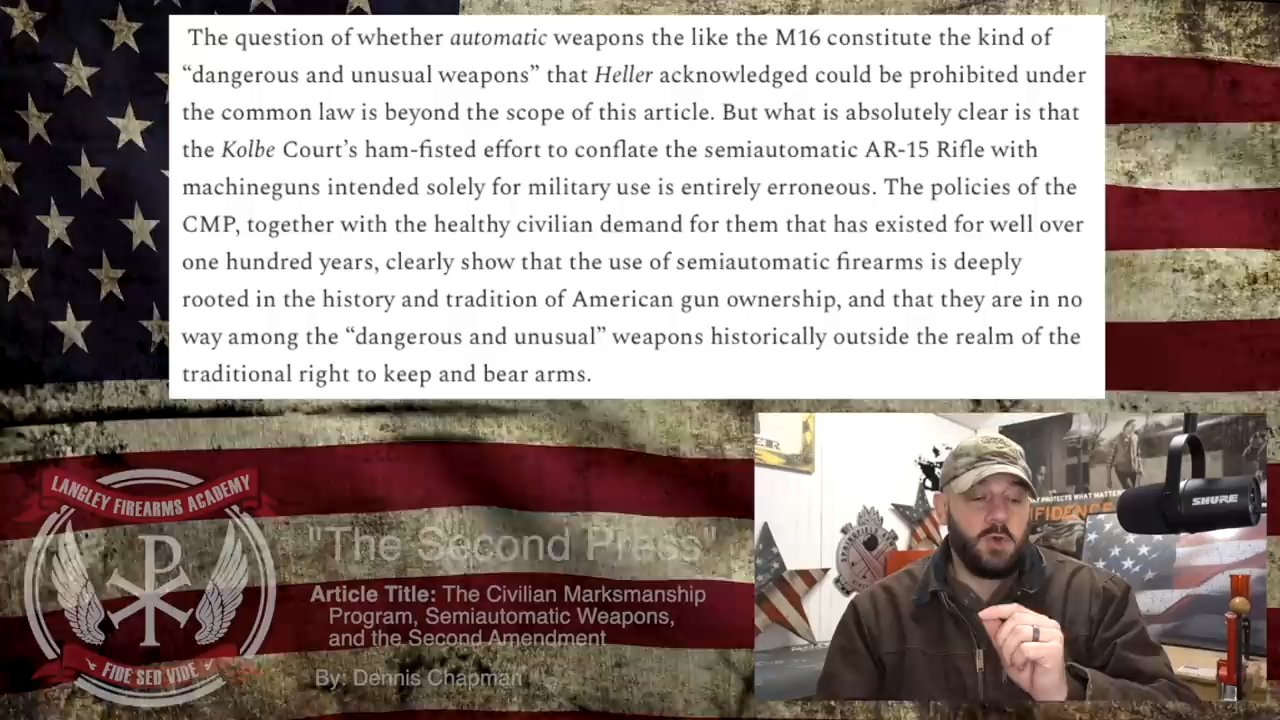 The question of whether automatic weapons the like the M16 constitute the kind of
“dangerous and unusual weapons” that Heller acknowledged could be prohibited under
the common law is beyond the scope of this article. But what is absolutely clear is that
the Kolbe Court’s ham-fisted effort to conflate the semiautomatic AR-15 Rifle with
machineguns intended solely for military use is entirely erroneous. The policies of the
CMP, together with the healthy civilian demand for them that has existed for well over
one hundred years, clearly show that the use of semiautomatic firearms is deeply
rooted in the history and tradition of American gun ownership, and that they are in no
way among the “dangerous and unusual” weapons historically outside the realm of the
traditional right to keep and bear arms.
LANGLEY FIREARMS ACADEMY
FIDE SED VIDE
"The Second Press"
Article Title: The Civilian Marksmanship
Program, Semiautomatic Weapons,
and the Second Amendment
By: Dennis Chapman
PROTECTS WHAT MATTER
SHURE